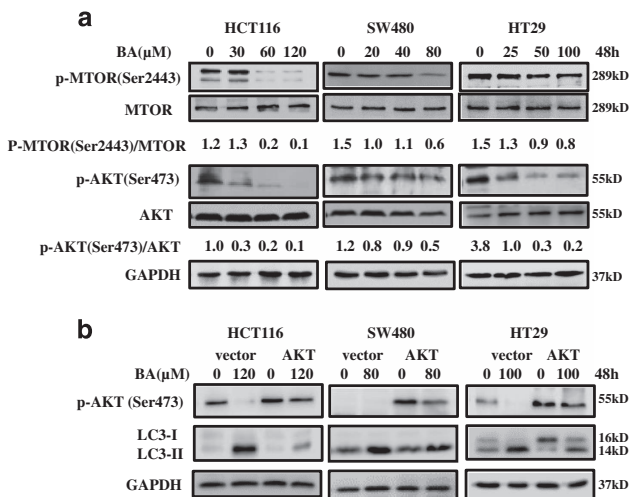 a
HCT116 SW480 HT29
BA(μM) 0 30 60 120 0 20 40 80 0 25 50 100 48h
p-MTOR(Ser2443) 289kD
MTOR 289kD
P-MTOR(Ser2443)/MTOR 1.2 1.3 0.2 0.1 1.5 1.0 1.1 0.6 1.5 1.3 0.9 0.8
p-AKT(Ser473) 55kD
AKT 55kD
p-AKT(Ser473)/AKT 1.0 0.3 0.2 0.1 1.2 0.8 0.9 0.5 3.8 1.0 0.3 0.2
GAPDH 37kD
b
HCT116 SW480 HT29
vector AKT vector AKT vector AKT
BA(μM) 0 120 0 120 0 80 0 80 0 100 0 100 48h
p-AKT (Ser473) 55kD
LC3-I 16kD
LC3-II 14kD
GAPDH 37kD